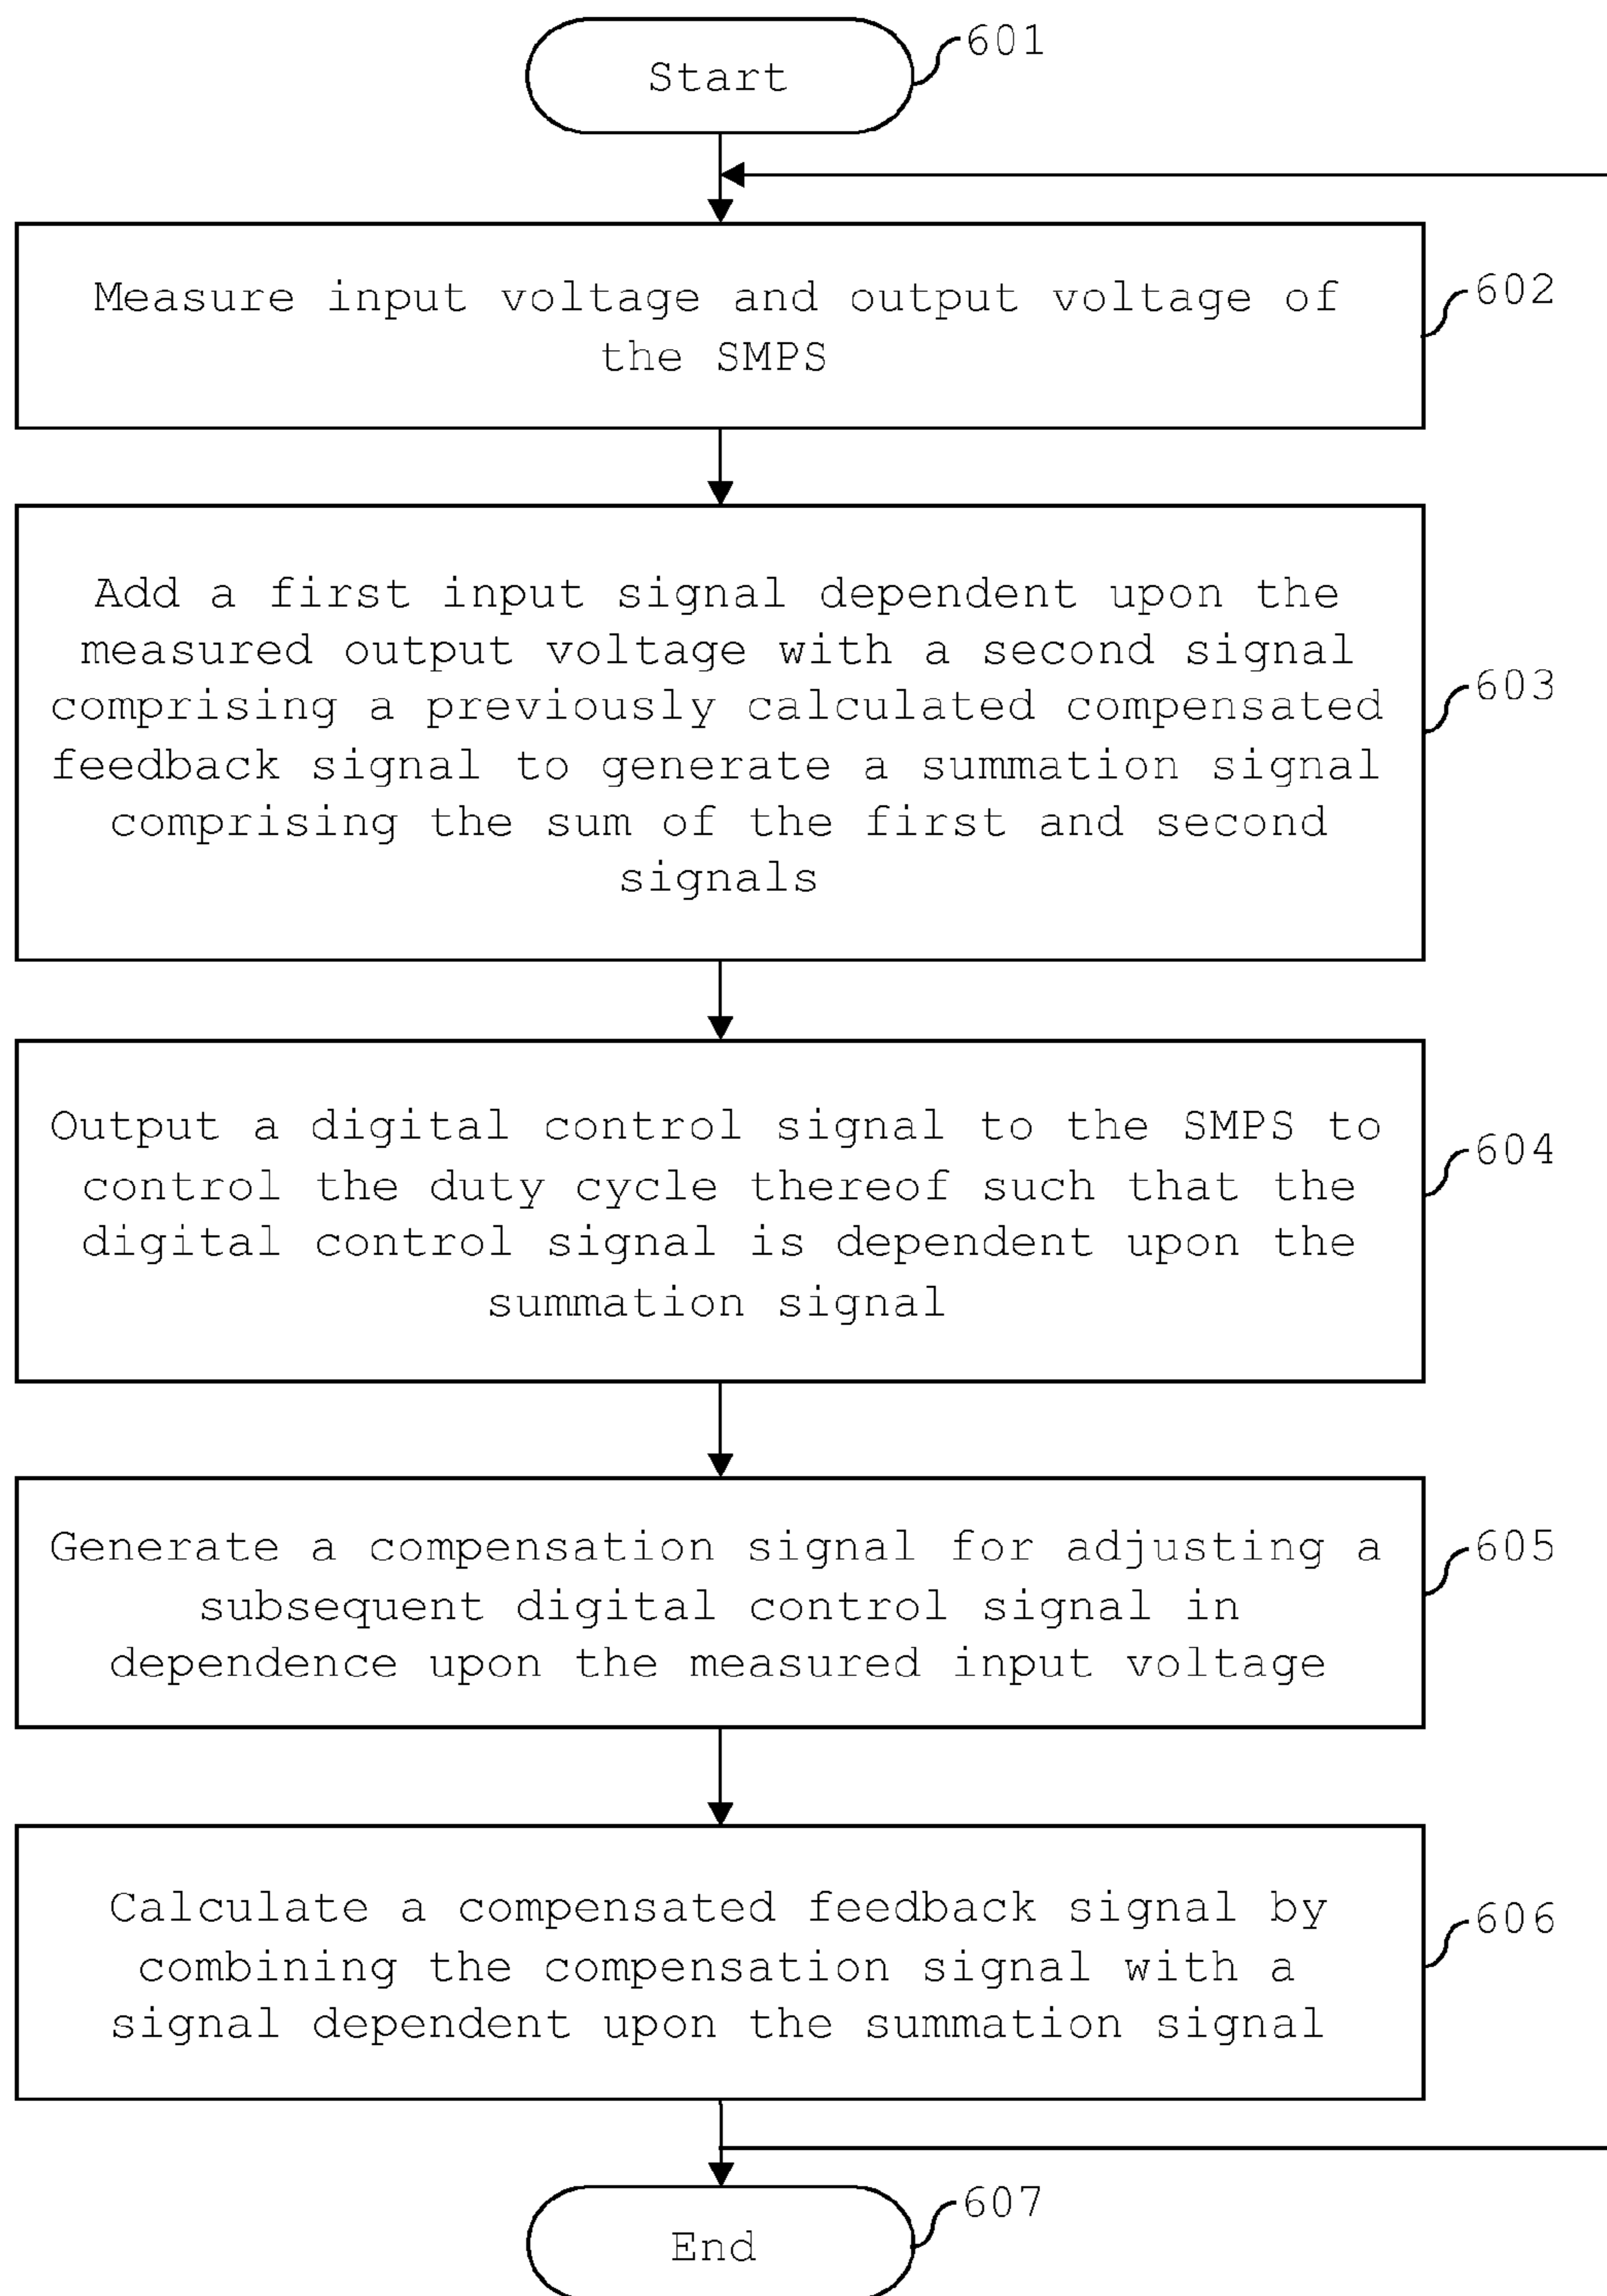 Start
601
Measure input voltage and output voltage of
the SMPS
602
Add a first input signal dependent upon the
measured output voltage with a second signal
comprising a previously calculated compensated
feedback signal to generate a summation signal
comprising the sum of the first and second
signals
603
Output a digital control signal to the SMPS to
control the duty cycle thereof such that the
digital control signal is dependent upon the
summation signal
604
Generate a compensation signal for adjusting a
subsequent digital control signal in
dependence upon the measured input voltage
605
Calculate a compensated feedback signal by
combining the compensation signal with a
signal dependent upon the summation signal
606
End
607